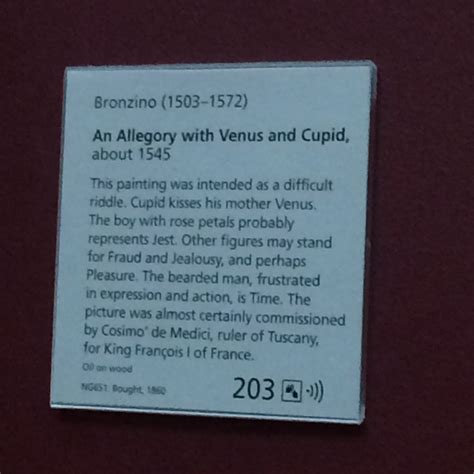 Bronzino (1503–1572)
An Allegory with Venus and Cupid,
about 1545
This painting was intended as a difficult
riddle. Cupid kisses his mother Venus.
The boy with rose petals probably
represents Jest. Other figures may stand
for Fraud and Jealousy, and perhaps
Pleasure. The bearded man, frustrated
in expression and action, is Time. The
picture was almost certainly commissioned
by Cosimo' de Medici, ruler of Tuscany,
for King François I of France.
Oil on wood
NG651 Bought, 1860
203